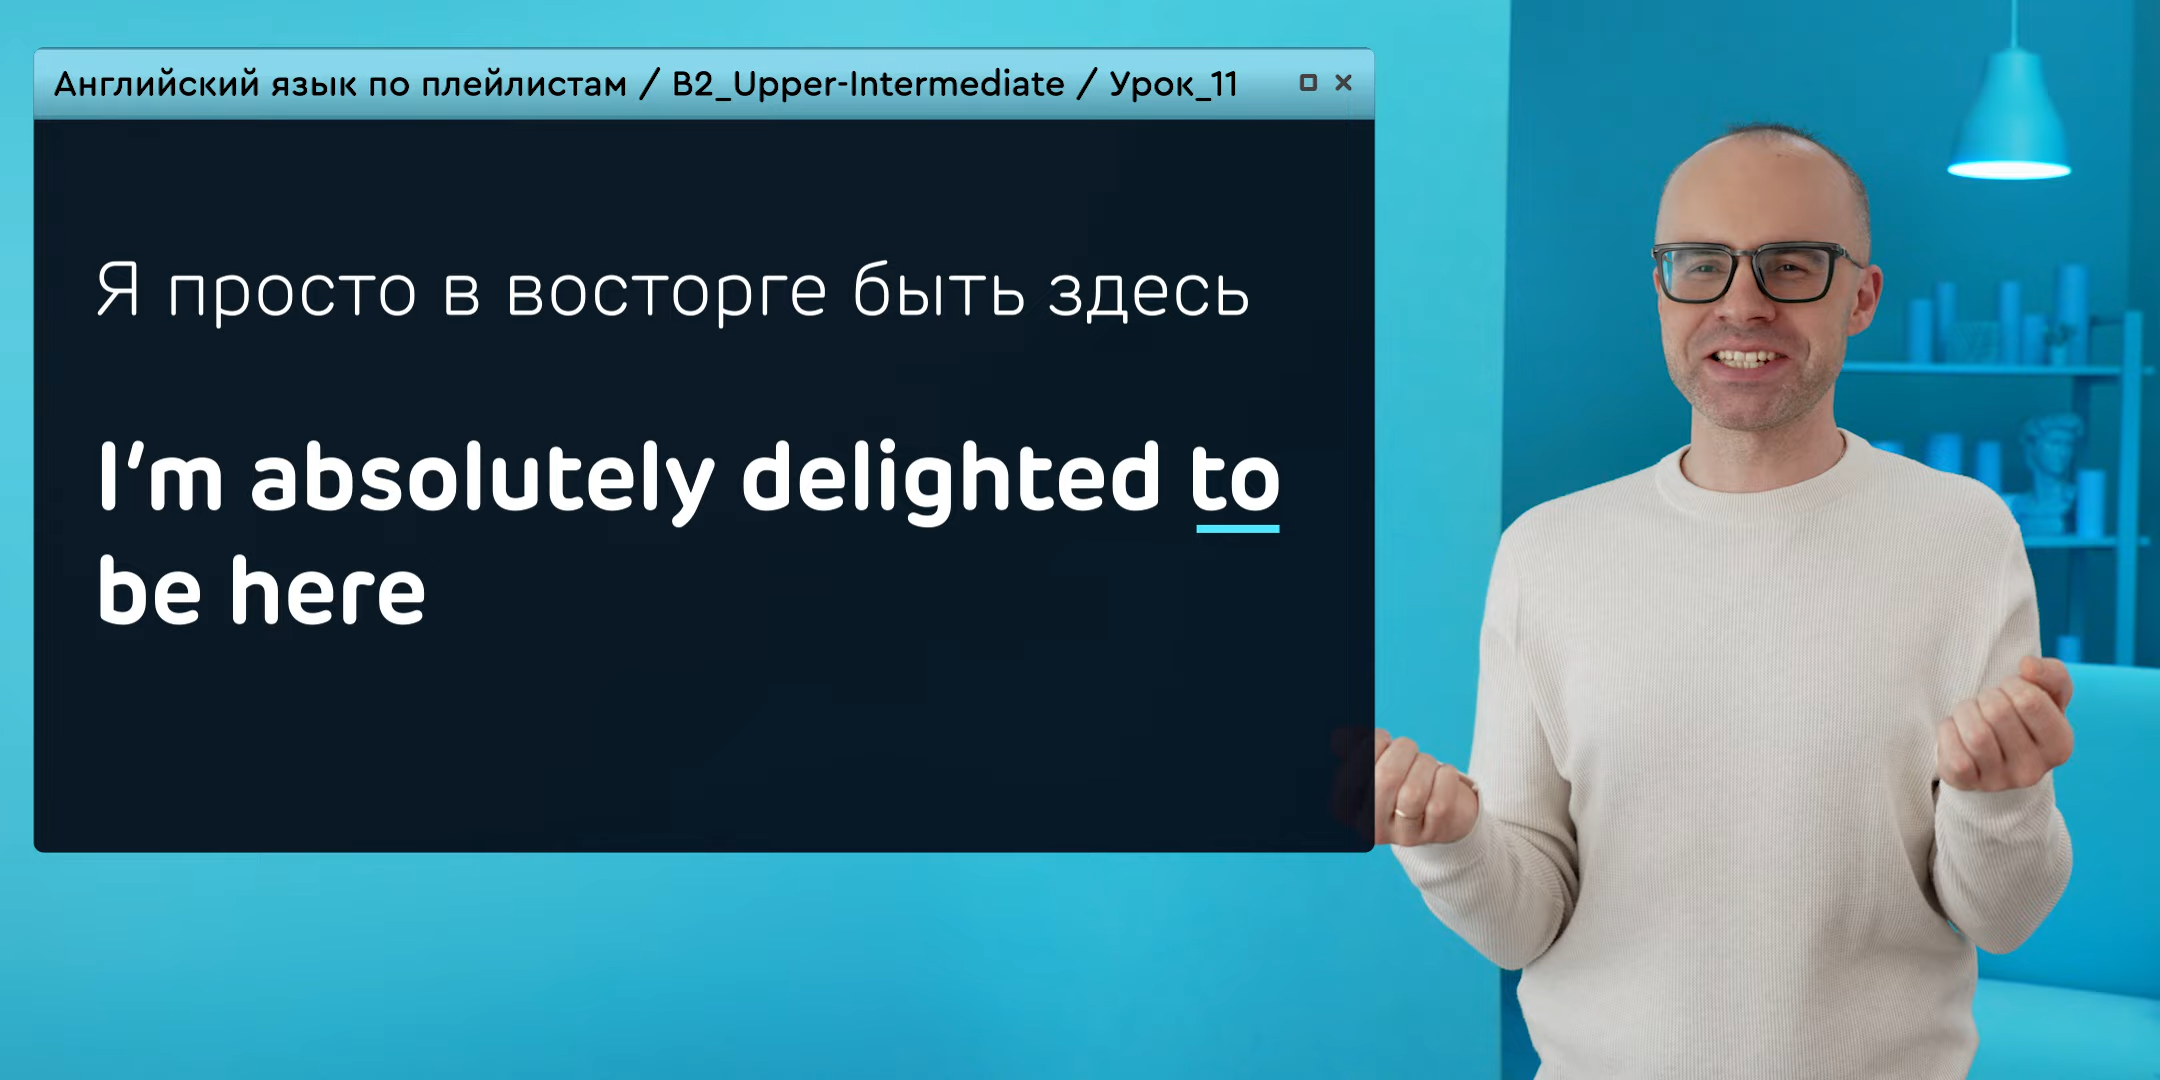 Английский язык по плейлистам / B2_Upper-Intermediate / Урок_11
Я просто в восторге быть здесь
I’m absolutely delighted to
be here